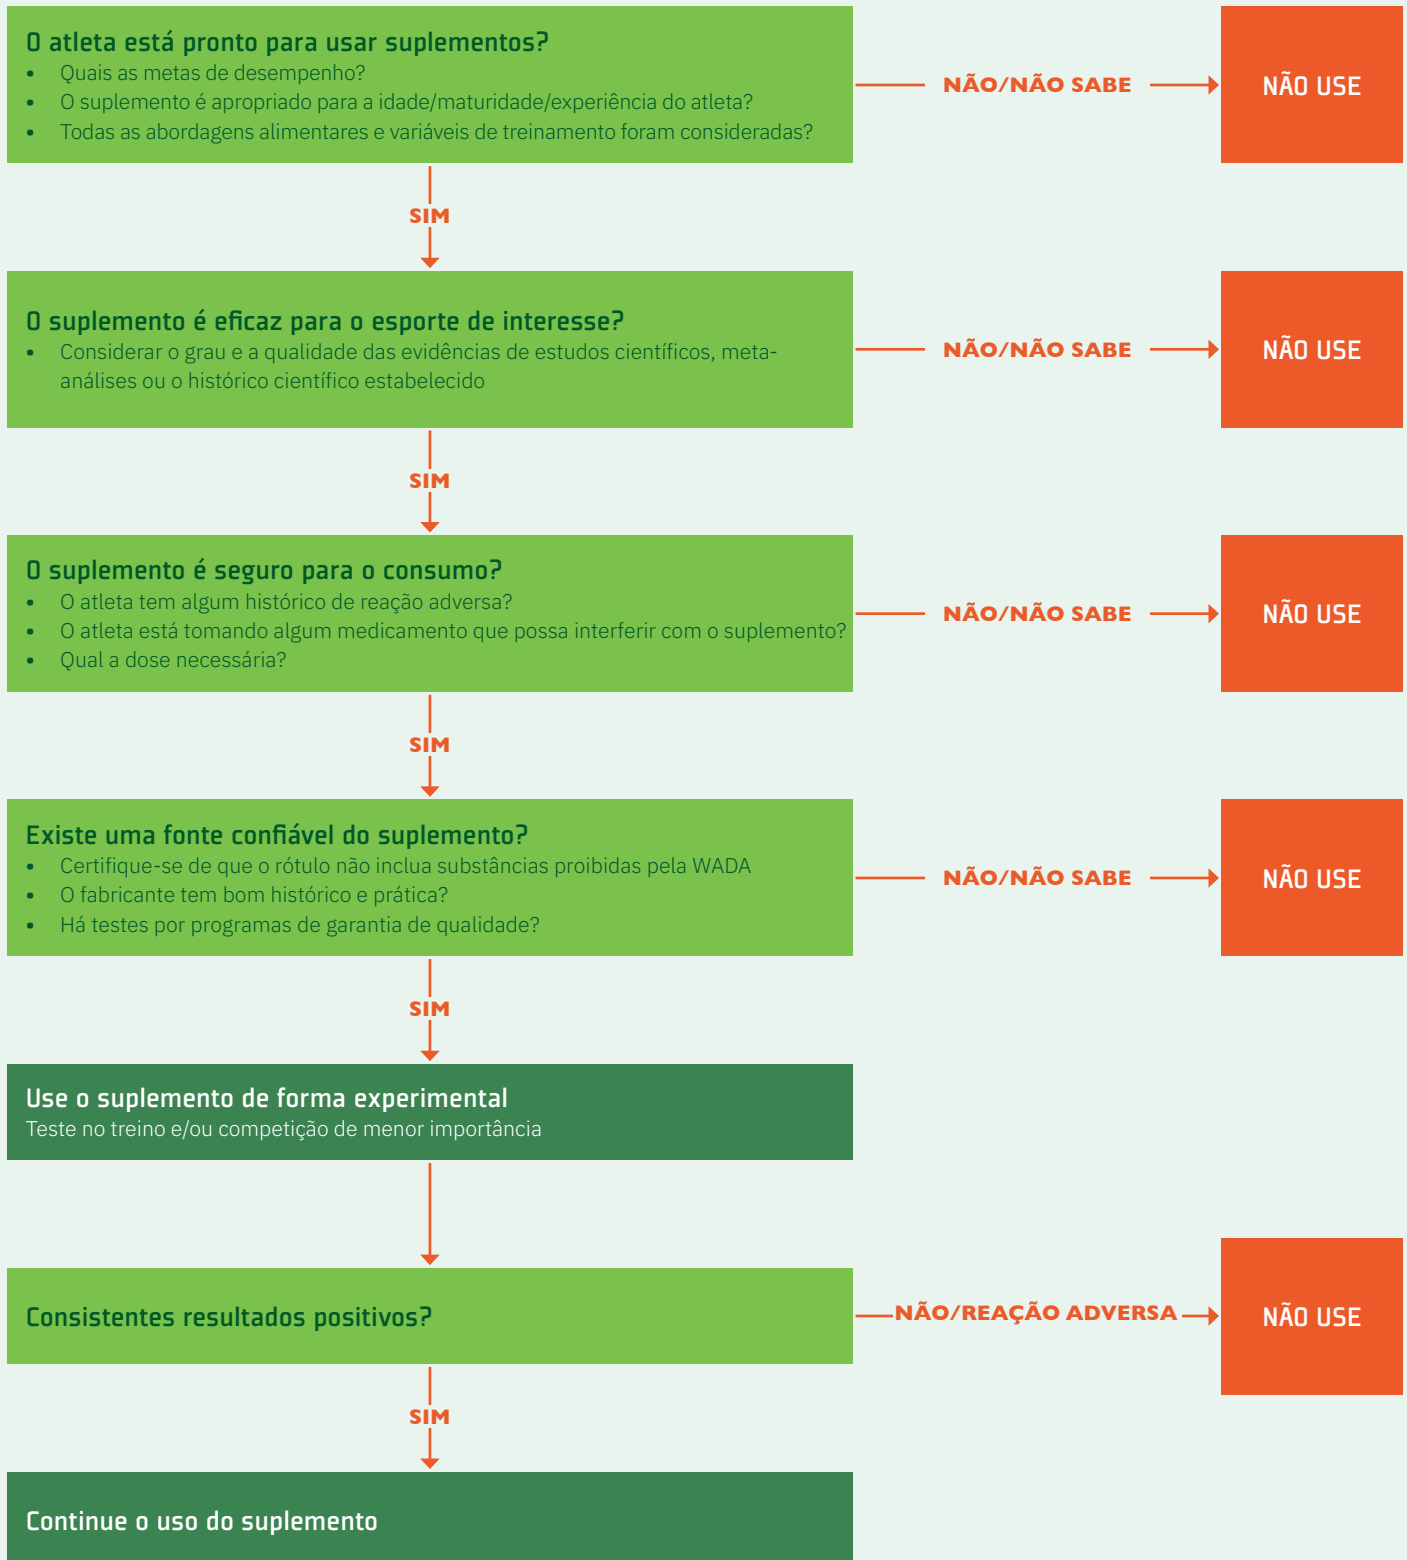 O atleta está pronto para usar suplementos?
• Quais as metas de desempenho?
• O suplemento é apropriado para a idade/maturidade/experiência do atleta?
• Todas as abordagens alimentares e variáveis de treinamento foram consideradas?
NÃO/NÃO SABE
NÃO USE
SIM
O suplemento é eficaz para o esporte de interesse?
• Considerar o grau e a qualidade das evidências de estudos científicos, meta-
análises ou o histórico científico estabelecido
NÃO/NÃO SABE
NÃO USE
SIM
O suplemento é seguro para o consumo?
• O atleta tem algum histórico de reação adversa?
• O atleta está tomando algum medicamento que possa interferir com o suplemento?
• Qual a dose necessária?
NÃO/NÃO SABE
NÃO USE
SIM
Existe uma fonte confiável do suplemento?
• Certifique-se de que o rótulo não inclua substâncias proibidas pela WADA
• O fabricante tem bom histórico e prática?
• Há testes por programas de garantia de qualidade?
NÃO/NÃO SABE
NÃO USE
SIM
Use o suplemento de forma experimental
Teste no treino e/ou competição de menor importância
Consistentes resultados positivos?
NÃO/REAÇÃO ADVERSA
NÃO USE
SIM
Continue o uso do suplemento